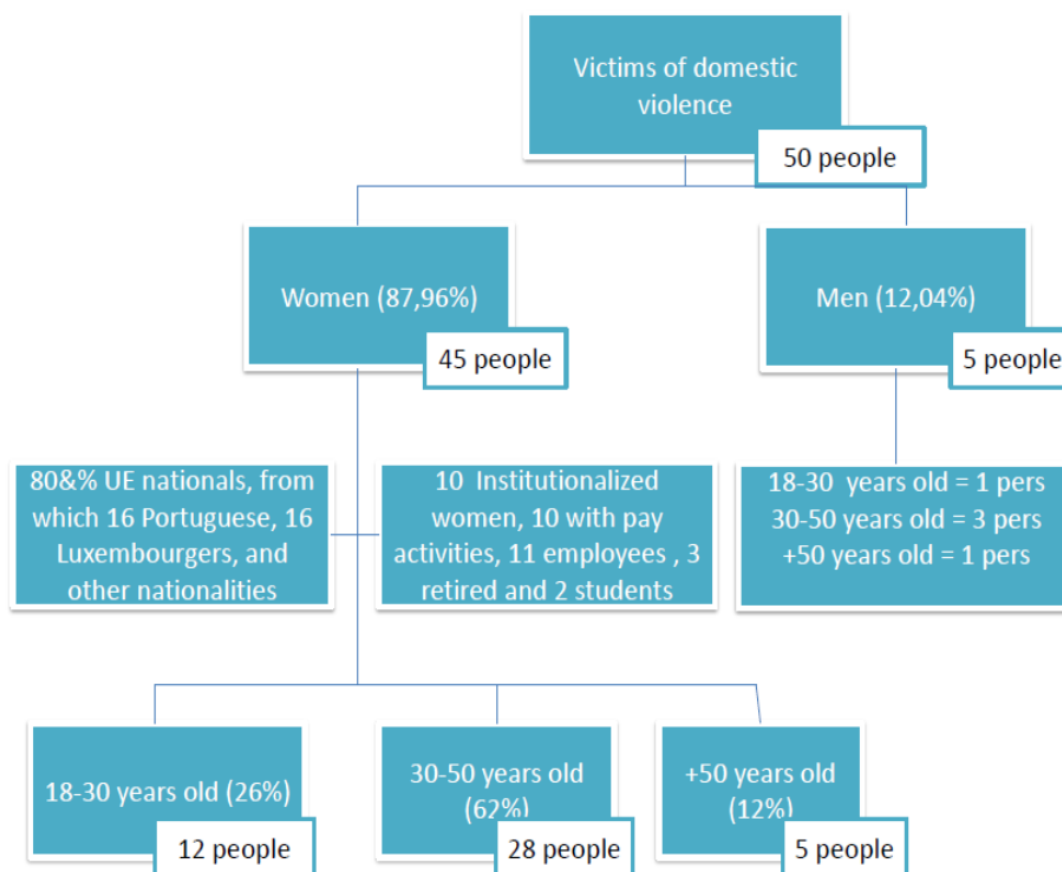 Victims of domestic
violence
50 people
Women (87,96%)
45 people
Men (12,04%)
5 people
80&% UE nationals, from
which 16 Portuguese, 16
Luxembourgers, and
other nationalities
10 Institutionalized
women, 10 with pay
activities, 11 employees , 3
retired and 2 students
18-30 years old = 1 pers
30-50 years old = 3 pers
+50 years old = 1 pers
18-30 years old (26%)
12 people
30-50 years old
(62%)
28 people
+50 years old
(12%)
5 people